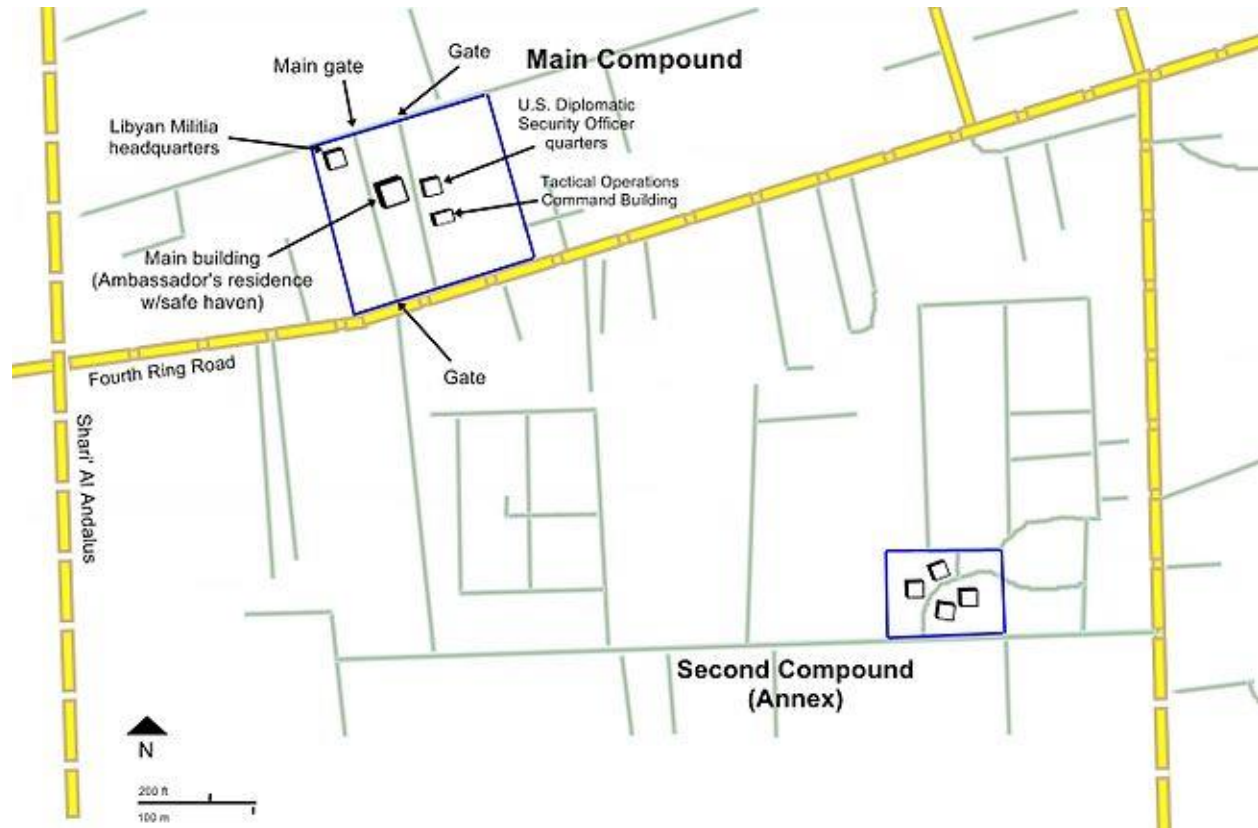 Main Compound
Gate
Main gate
U.S. Diplomatic
Security Officer
quarters
Libyan Militia
headquarters
Tactical Operations
Command Building
Main building
(Ambassador's residence
w/safe haven)
Gate
Fourth Ring Road
Shari' Al Andalus
Second Compound
(Annex)
N
200 ft
100 m